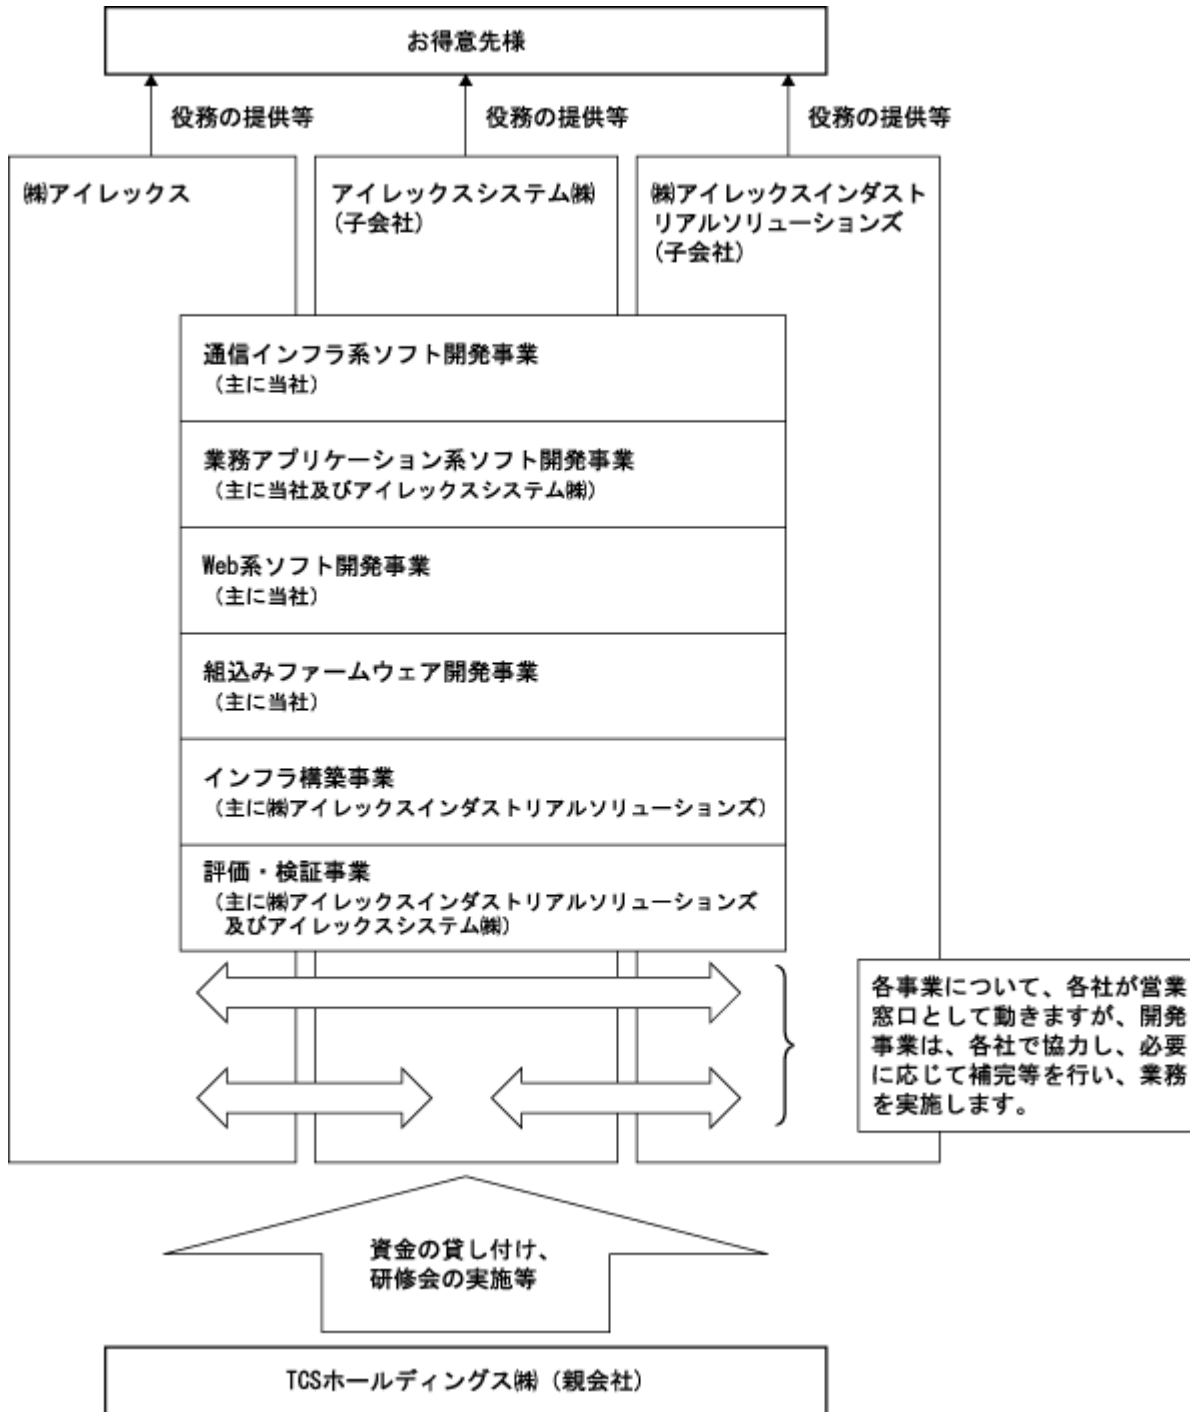 お得意先様
役務の提供等
役務の提供等
役務の提供等
㈱アイレックス
アイレックスシステム㈱
(子会社)
㈱アイレックスインダスト
リアルソリューションズ
(子会社)
通信インフラ系ソフト開発事業
(主に当社)
業務アプリケーション系ソフト開発事業
(主に当社及びアイレックスシステム㈱)
Web系ソフト開発事業
(主に当社)
組込みファームウェア開発事業
(主に当社)
インフラ構築事業
(主に㈱アイレックスインダストリアルソリューションズ)
評価・検証事業
(主に㈱アイレックスインダストリアルソリューションズ
及びアイレックスシステム㈱)
各事業について、各社が営業
窓口として動きますが、開発
事業は、各社で協力し、必要
に応じて補完等を行い、業務
を実施します。
資金の貸し付け、
研修会の実施等
TCSホールディングス㈱(親会社)